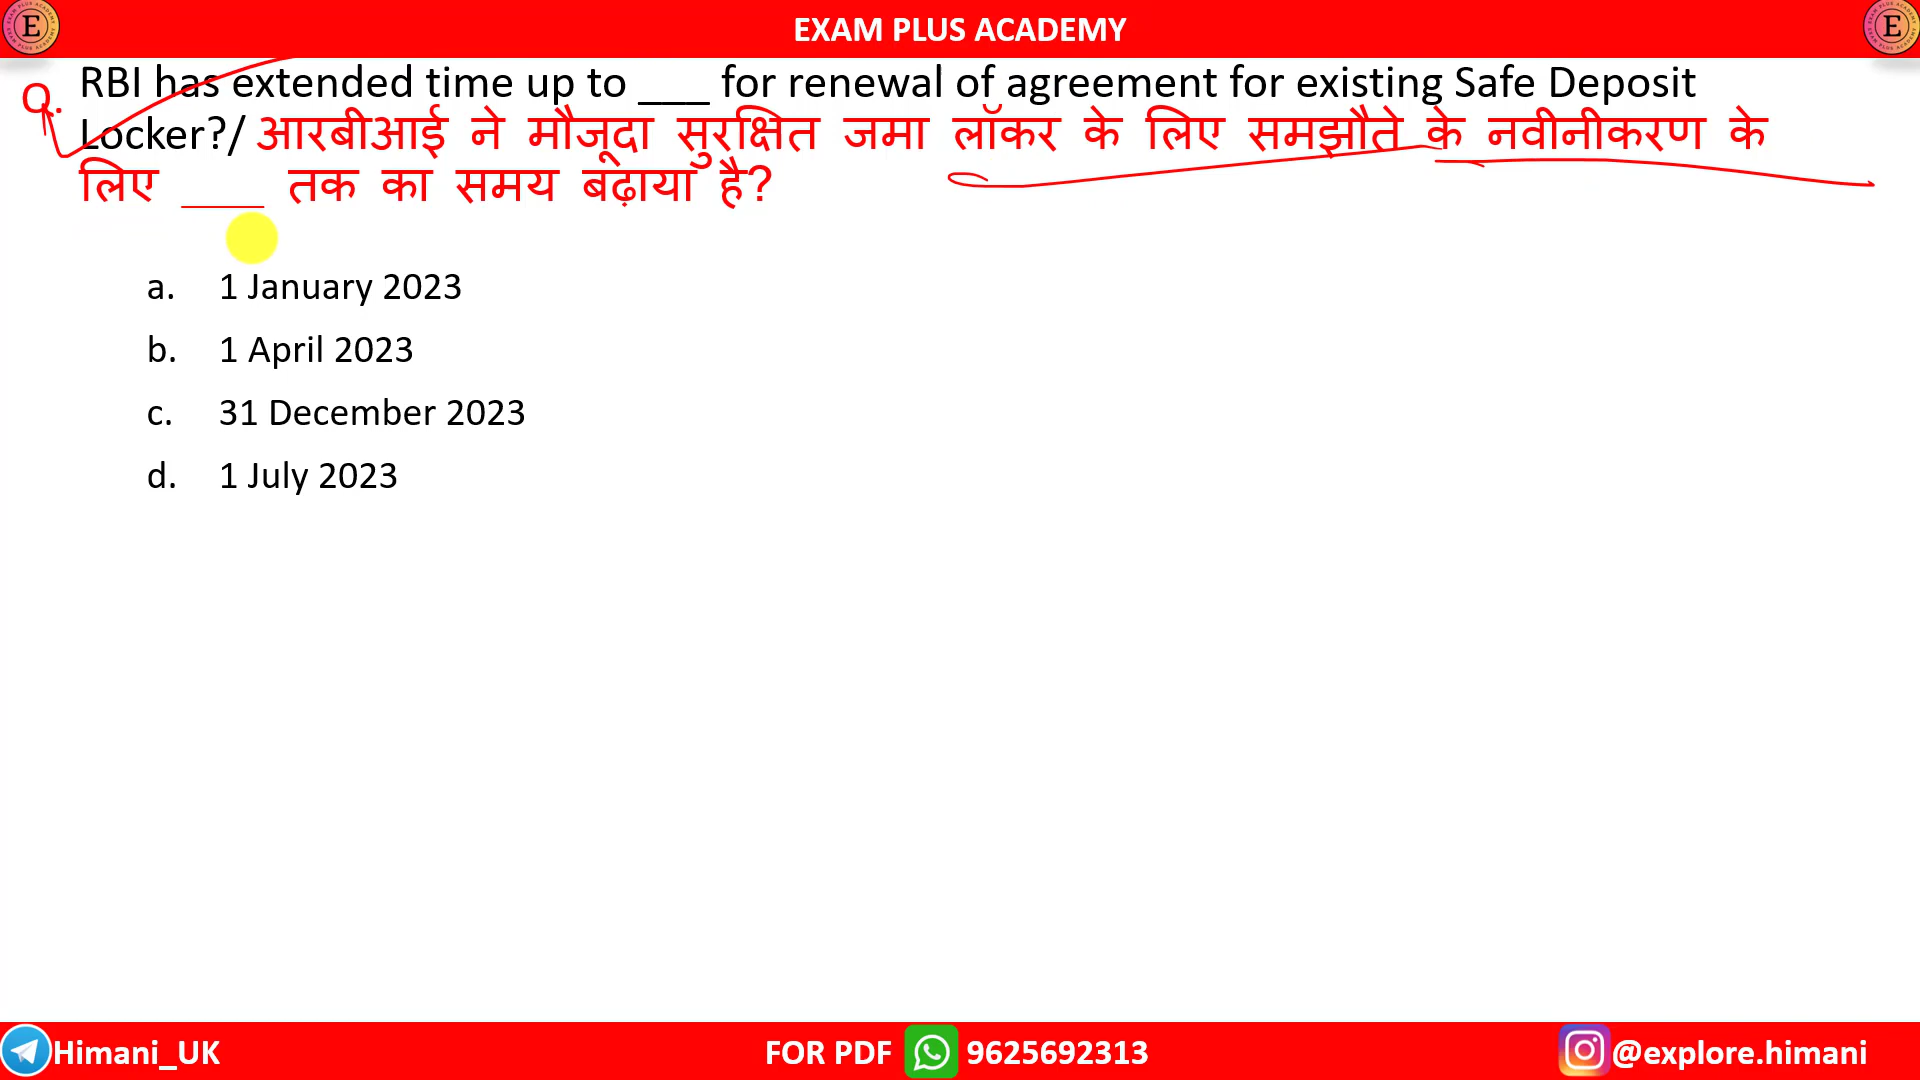 E
EXAM PLUS ACADEMY
E
Q. RBI has extended time up to ___ for renewal of agreement for existing Safe Deposit
Locker?/ आरबीआई ने मौजूदा सुरक्षित जमा लॉकर के लिए समझौते के नवीनीकरण के
लिए ____ तक का समय बढ़ाया है?
a. 1 January 2023
b. 1 April 2023
c. 31 December 2023
d. 1 July 2023
Himani_UK
FOR PDF 9625692313
@explore.himani